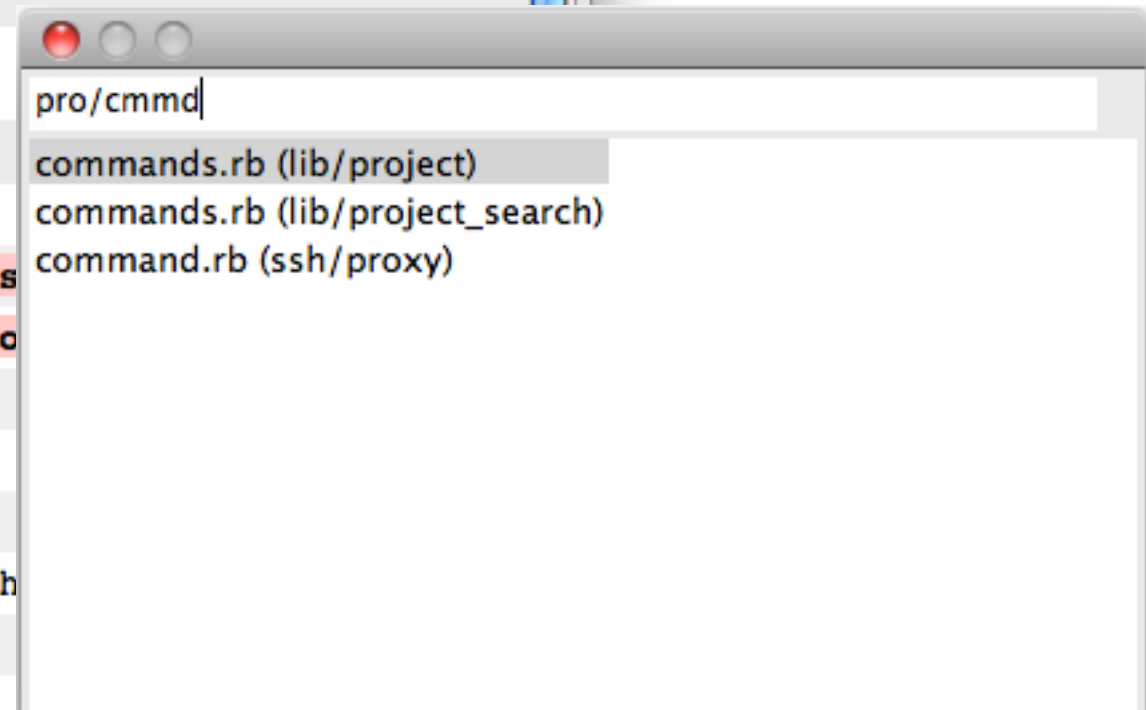 pro/cmmd
commands.rb (lib/project)
commands.rb (lib/project_search)
command.rb (ssh/proxy)
s
o
h